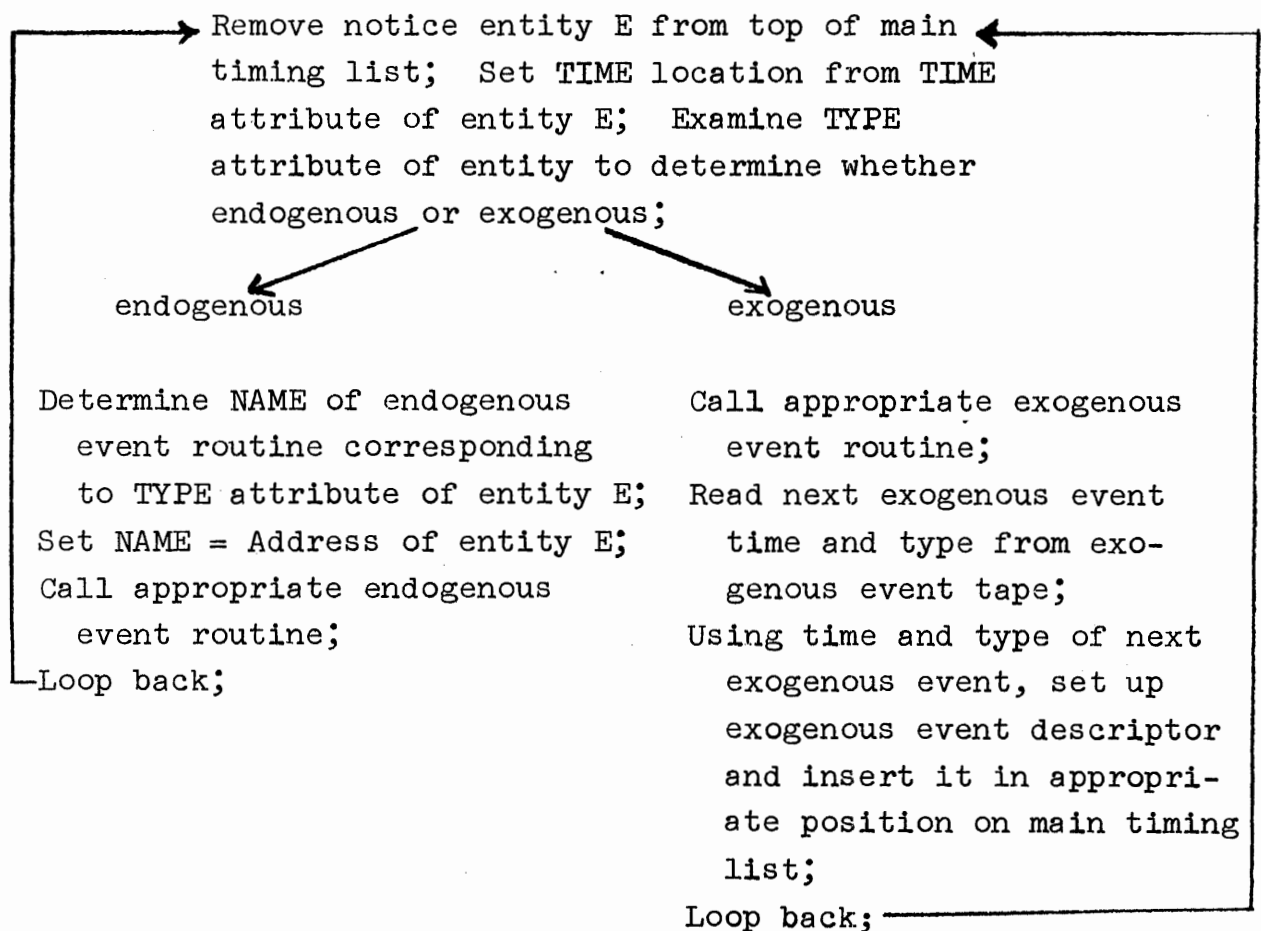 Remove notice entity E from top of main
timing list; Set TIME location from TIME
attribute of entity E; Examine TYPE
attribute of entity to determine whether
endogenous or exogenous;
endogenous
Determine NAME of endogenous
event routine corresponding
to TYPE attribute of entity E;
Set NAME = Address of entity E;
Call appropriate endogenous
event routine;
Loop back;
exogenous
Call appropriate exogenous
event routine;
Read next exogenous event
time and type from exo-
genous event tape;
Using time and type of next
exogenous event, set up
exogenous event descriptor
and insert it in appropri-
ate position on main timing
list;
Loop back;